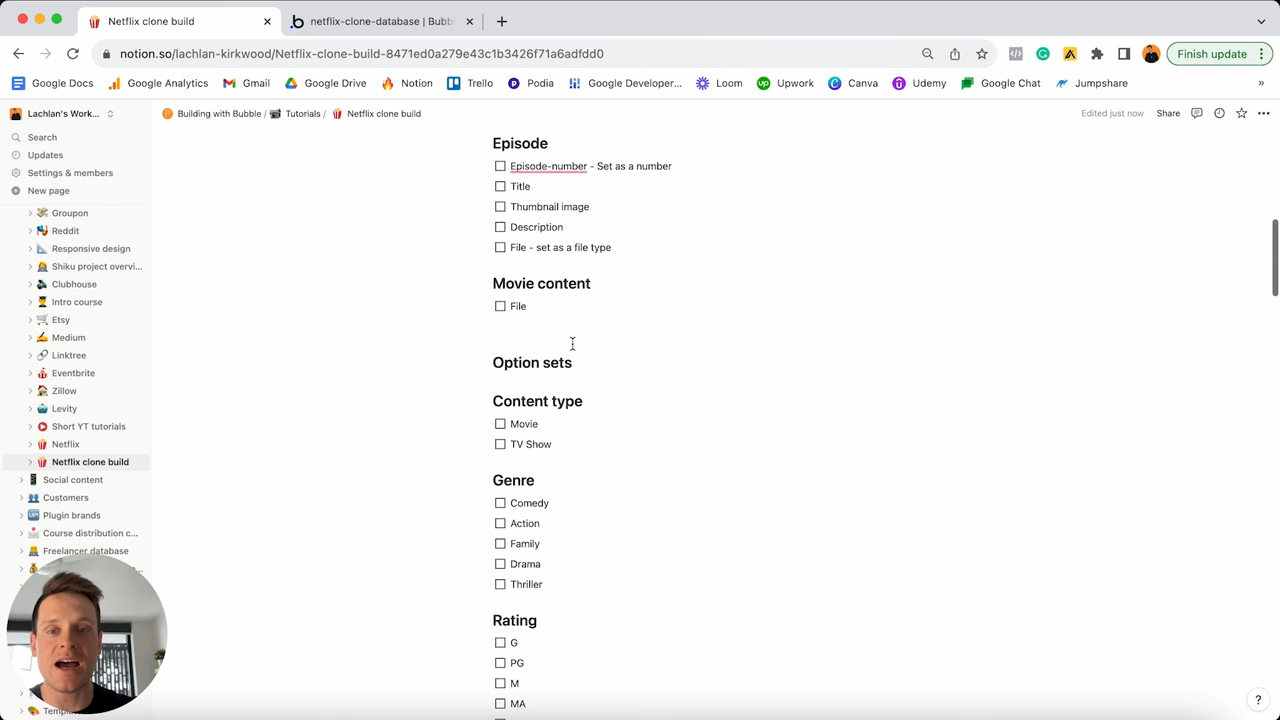 Netflix clone build
netflix-clone-database | Bubb
notion.so/lachlan-kirkwood/Netflix-clone-build-8471ed0a279e43c1b3426f71a6adfdd0
Finish update
Google Docs
Google Analytics
Gmail
Google Drive
Notion
Trello
Podia
Google Developer...
Loom
Upwork
Canva
Udemy
Google Chat
Jumpshare
Lachlan's Work...
Building with Bubble / Tutorials / Netflix clone build
Edited just now
Share
Search
Updates
Settings & members
New page
Groupon
Reddit
Responsive design
Shiku project overvi...
Clubhouse
Intro course
Etsy
Medium
Linktree
Eventbrite
Zillow
Levity
Short YT tutorials
Netflix
Netflix clone build
Social content
Customers
Plugin brands
Course distribution c...
Freelancer database
Episode
Episode-number - Set as a number
Title
Thumbnail image
Description
File - set as a file type
Movie content
File
Option sets
Content type
Movie
TV Show
Genre
Comedy
Action
Family
Drama
Thriller
Rating
G
PG
M
MA
?